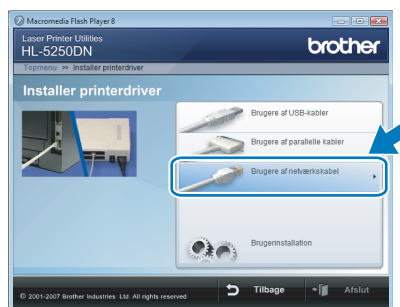 Macromedia Flash Player 8
Laser Printer Utilities
HL-5250DN
brother
Topmenu >> Installer printerdriver
Installer printerdriver
Brugere af USB-kabler
Brugere af parallelle kabler
Brugere af netværkskabel
Brugerinstallation
© 2001-2007 Brother Industries Ltd. All rights reserved
Tilbage
Afslut